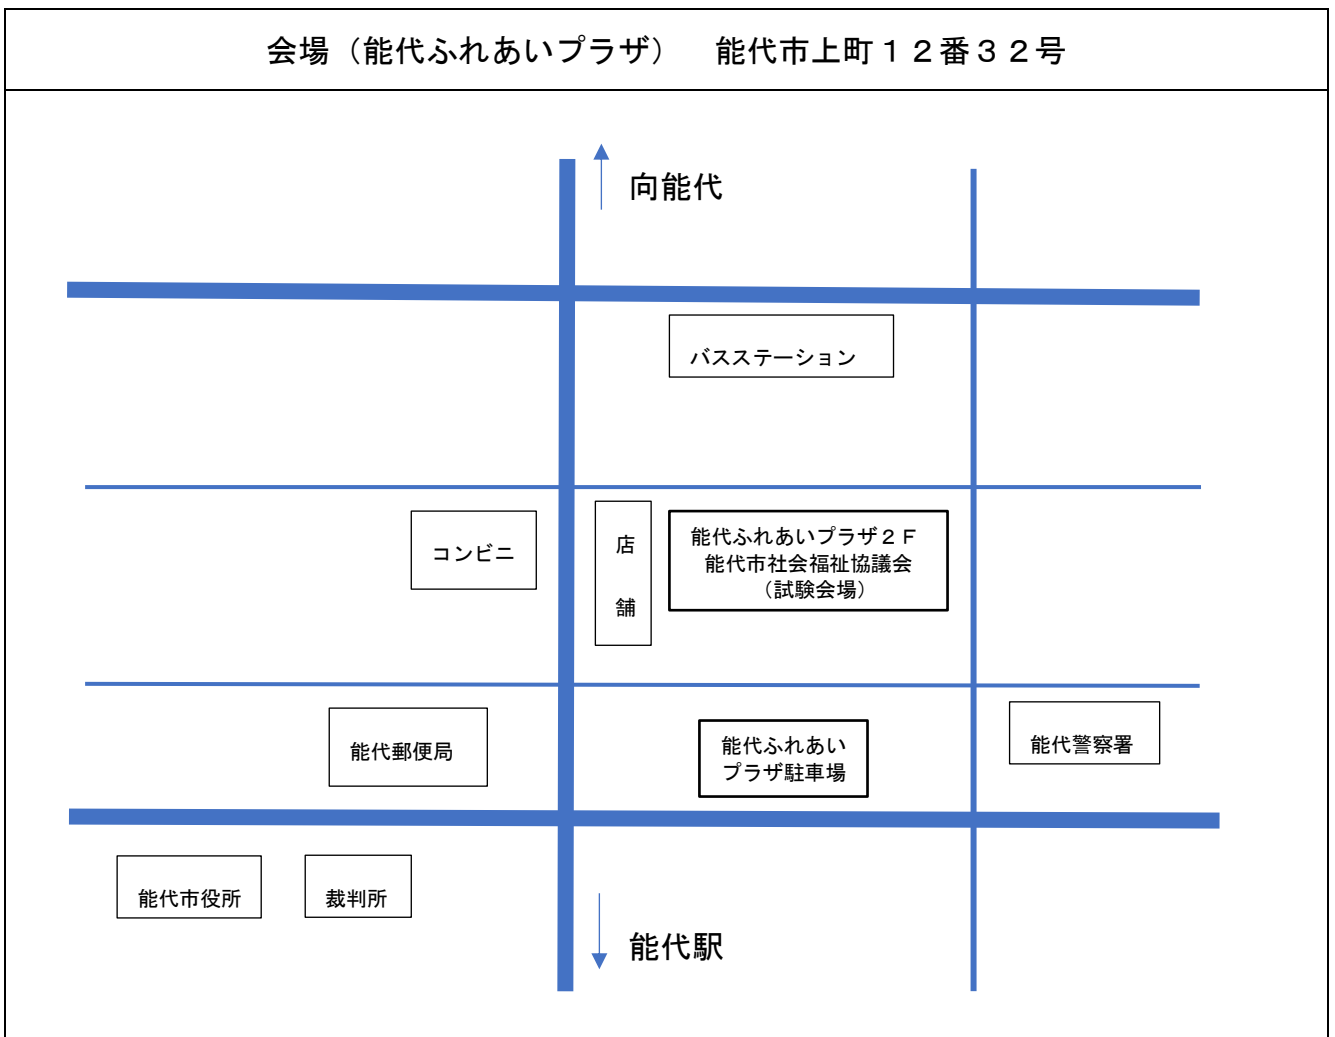 会場（能代ふれあいプラザ）　能代市上町１２番３２号
向能代
バスステーション
コンビニ
店
舗
能代ふれあいプラザ２Ｆ
能代市社会福祉協議会
（試験会場）
能代郵便局
能代ふれあい
プラザ駐車場
能代警察署
能代市役所
裁判所
能代駅